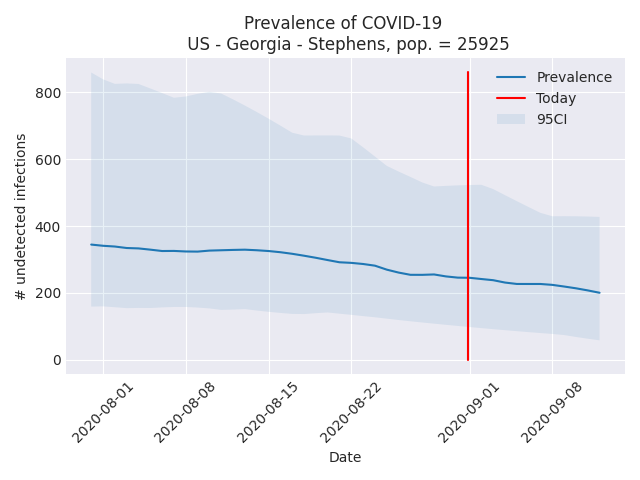 Prevalence of COVID-19
US - Georgia - Stephens, pop. = 25925
# undetected infections
800
600
400
200
0
Prevalence
Today
95CI
2020-08-01
2020-08-08
2020-08-15
2020-08-22
2020-09-01
2020-09-08
Date